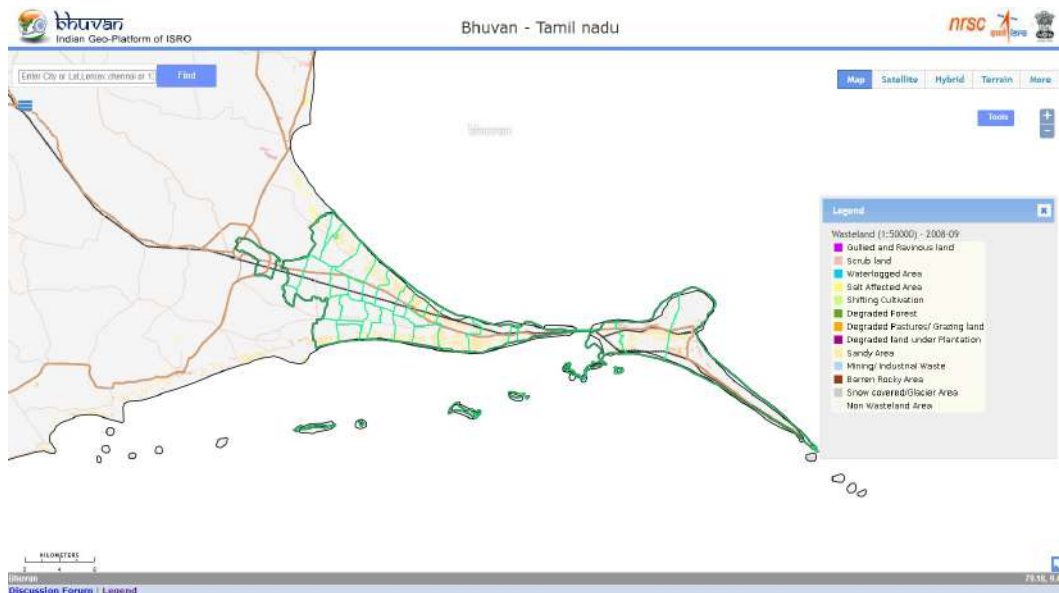 bhuvan
Indian Geo-Platform of ISRO
Bhuvan - Tamil nadu
nrsc
Find
Map Satellite Hybrid Terrain More
Tools
bhuvan
Legend
Wasteland (1:50000) - 2008-09
Gullied and Ravinous land
Scrub land
Waterlogged Area
Salt Affected Area
Shifting Cultivation
Degraded Forest
Degraded Pastures/ Grazing land
Degraded land under Plantation
Sandy Area
Mining/ Industrial Waste
Barren Rocky Area
Snow covered/Glacier Area
Non Wasteland Area
KILOMETERS
Bhuvan
Discussion Forum | Legend